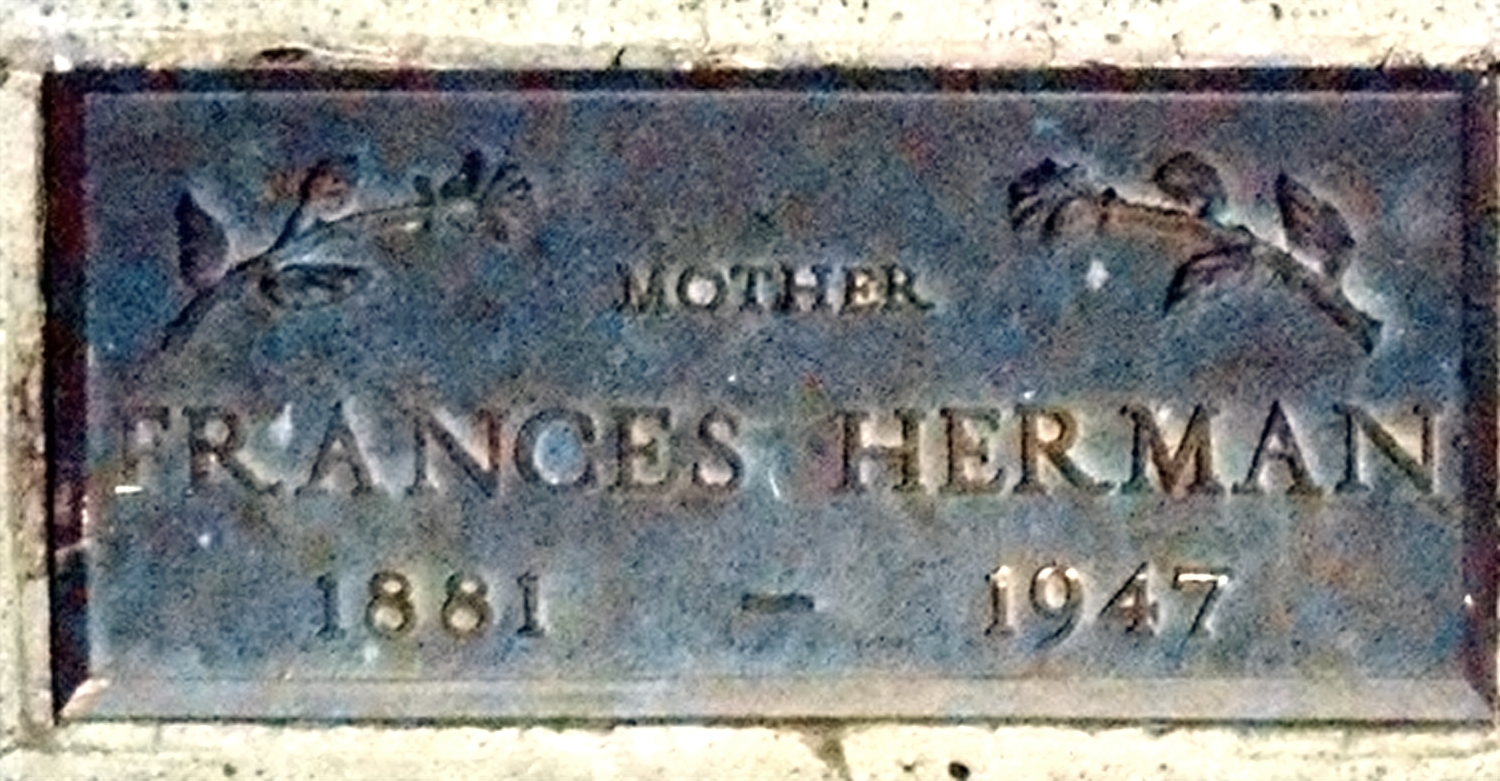 MOTHER
FRANCES HERMAN
1881 - 1947